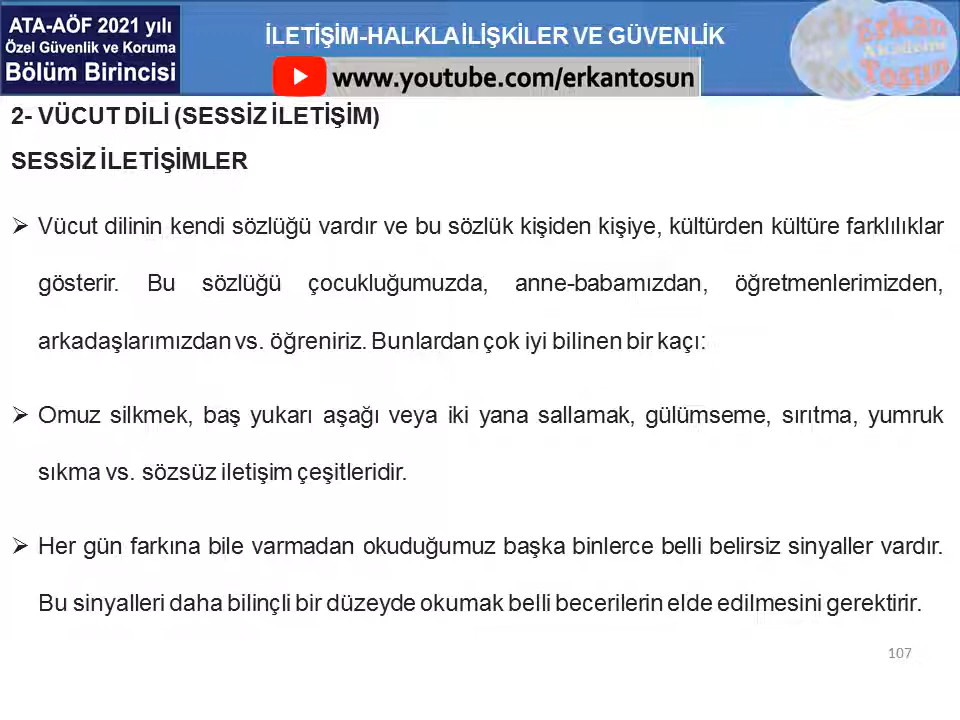 ATA-AÖF 2021 yılı
Özel Güvenlik ve Koruma
Bölüm Birincisi
İLETİŞİM-HALKLA İLİŞKİLER VE GÜVENLİK
www.youtube.com/erkantosun
Erkan
Akademi
Tosun
2- VÜCUT DİLİ (SESSİZ İLETİŞİM)
SESSİZ İLETİŞİMLER
Vücut dilinin kendi sözlüğü vardır ve bu sözlük kişiden kişiye, kültürden kültüre farklılıklar
gösterir. Bu sözlüğü çocukluğumuzda, anne-babamızdan, öğretmenlerimizden,
arkadaşlarımızdan vs. öğreniriz. Bunlardan çok iyi bilinen bir kaçı:
Omuz silkmek, baş yukarı aşağı veya iki yana sallamak, gülümseme, sırıtma, yumruk
sıkma vs. sözsüz iletişim çeşitleridir.
Her gün farkına bile varmadan okuduğumuz başka binlerce belli belirsiz sinyaller vardır.
Bu sinyalleri daha bilinçli bir düzeyde okumak belli becerilerin elde edilmesini gerektirir.
107